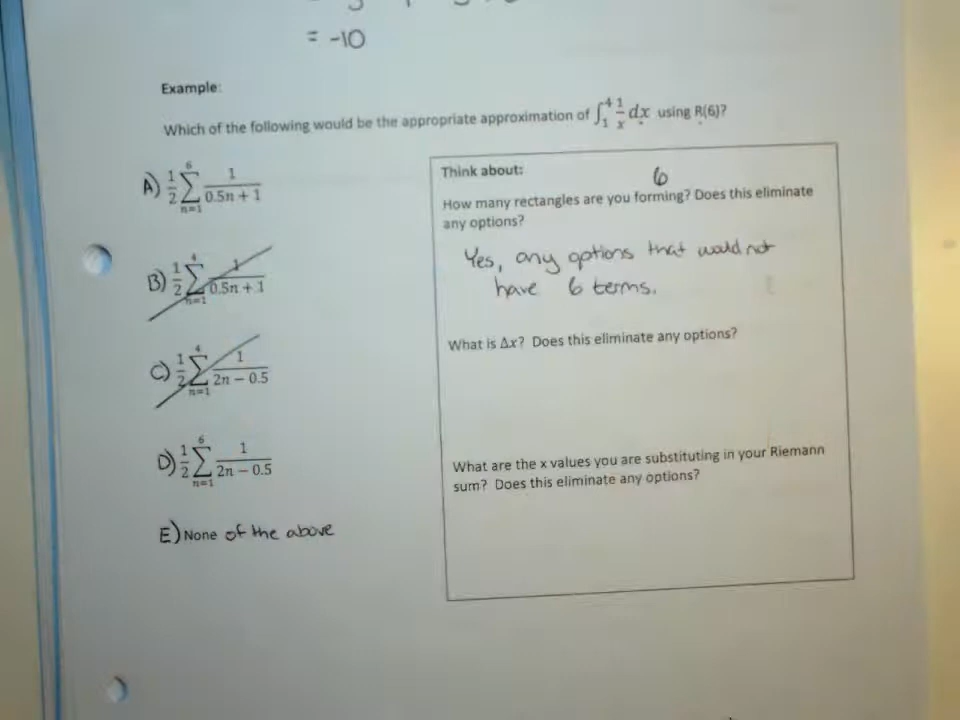 = -10
Example:
Which of the following would be the appropriate approximation of ∫₁⁴ 1/x dx using R(6)?
A) 1/2 ∑_{n=1}^{6} 1/(0.5n + 1)
B) 1/2 ∑_{n=1}^{4} 1/(0.5n + 1)
C) 1/2 ∑_{n=1}^{4} 1/(2n − 0.5)
D) 1/2 ∑_{n=1}^{6} 1/(2n − 0.5)
E) None of the above
Think about:
6
How many rectangles are you forming? Does this eliminate
any options?
Yes, any options that would not
have 6 terms.
What is Δx? Does this eliminate any options?
What are the x values you are substituting in your Riemann
sum? Does this eliminate any options?